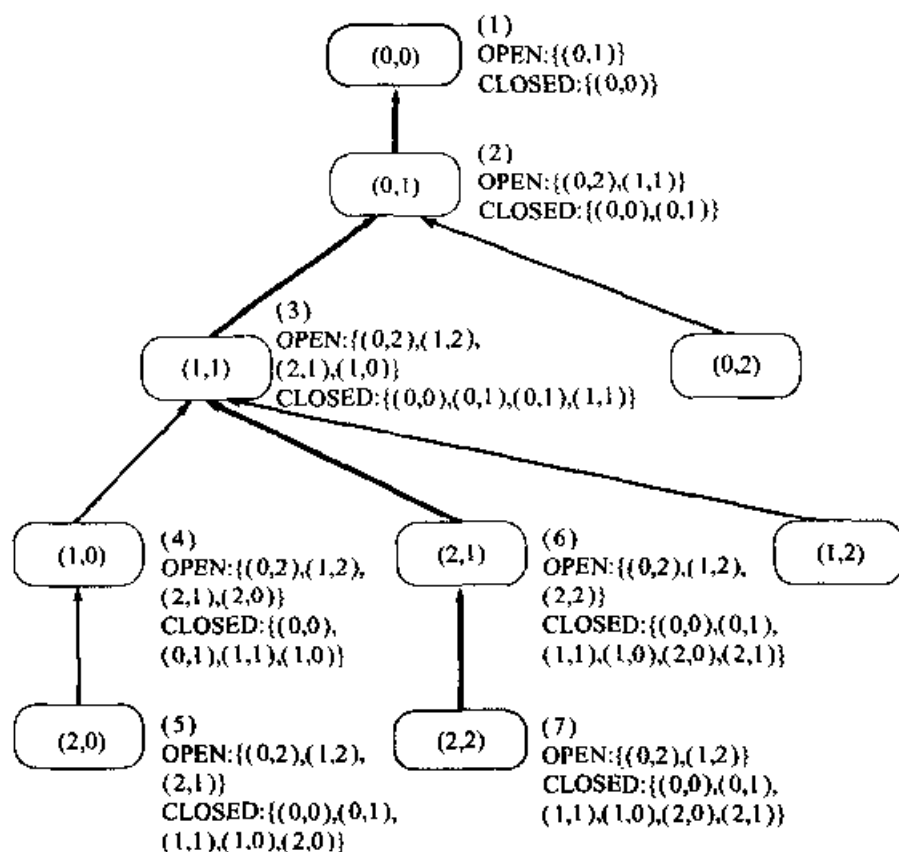 (0,0)
(1)
OPEN:{(0,1)}
CLOSED:{(0,0)}
(0,1)
(2)
OPEN:{(0,2),(1,1)}
CLOSED:{(0,0),(0,1)}
(1,1)
(3)
OPEN:{(0,2),(1,2),
(2,1),(1,0)}
CLOSED:{(0,0),(0,1),(0,1),(1,1)}
(0,2)
(1,0)
(4)
OPEN:{(0,2),(1,2),
(2,1),(2,0)}
CLOSED:{(0,0),
(0,1),(1,1),(1,0)}
(2,1)
(6)
OPEN:{(0,2),(1,2),
(2,2)}
CLOSED:{(0,0),(0,1),
(1,1),(1,0),(2,0),(2,1)}
(1,2)
(2,0)
(5)
OPEN:{(0,2),(1,2),
(2,1)}
CLOSED:{(0,0),(0,1),
(1,1),(1,0),(2,0)}
(2,2)
(7)
OPEN:{(0,2),(1,2)}
CLOSED:{(0,0),(0,1),
(1,1),(1,0),(2,0),(2,1)}